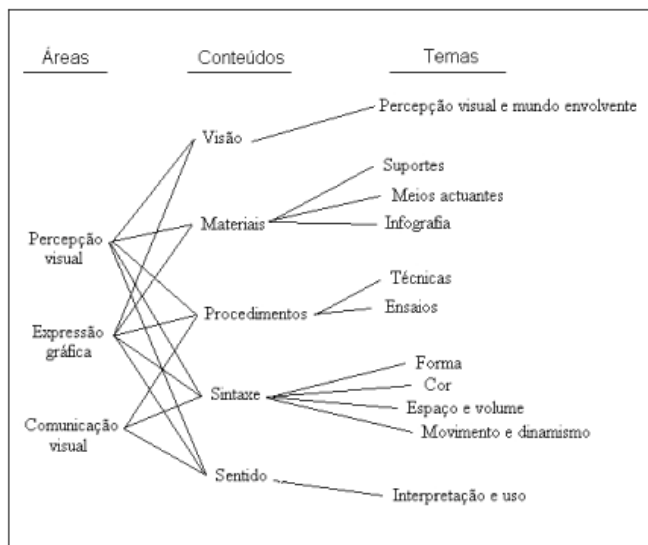 Áreas
Conteúdos
Temas
Percepção visual e mundo envolvente
Visão
Suportes
Meios actuantes
Materiais
Infografia
Percepção
visual
Técnicas
Procedimentos
Ensaios
Expressão
gráfica
Forma
Cor
Sintaxe
Espaço e volume
Comunicação
visual
Movimento e dinamismo
Sentido
Interpretação e uso